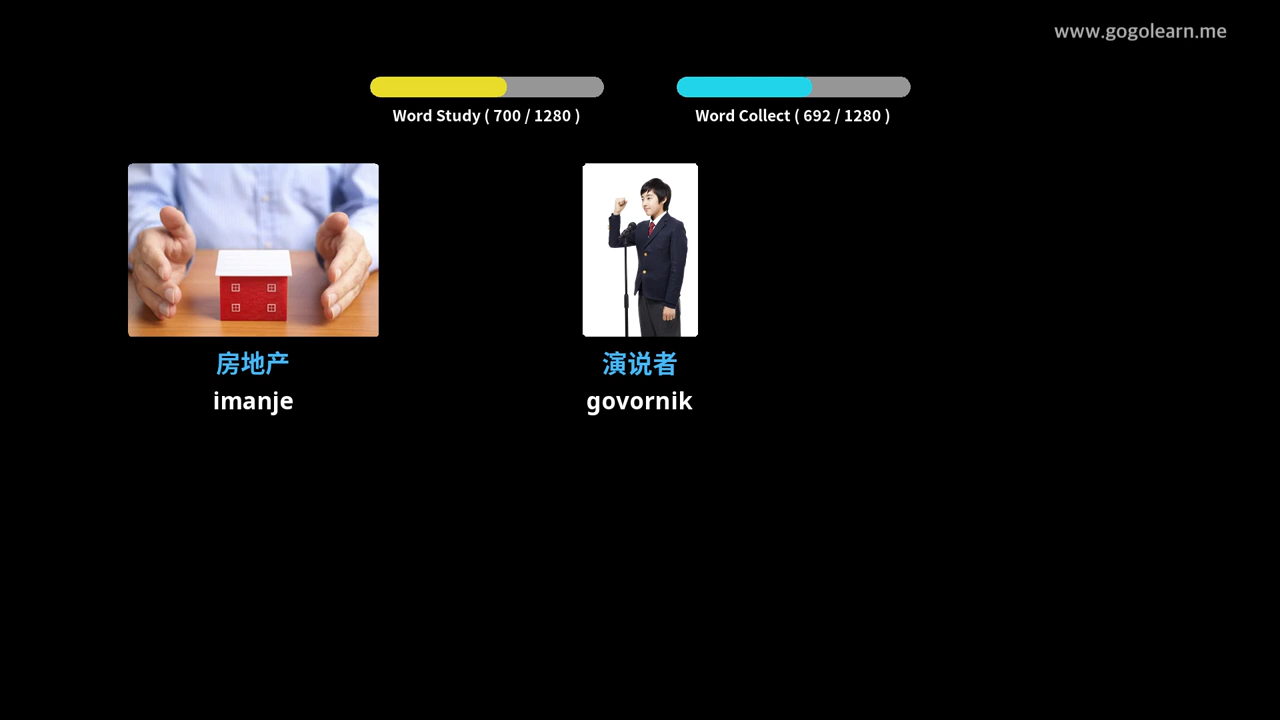 www.gogolearn.me
Word Study ( 700 / 1280 )
Word Collect ( 692 / 1280 )
房地产
imanje
演说者
govornik